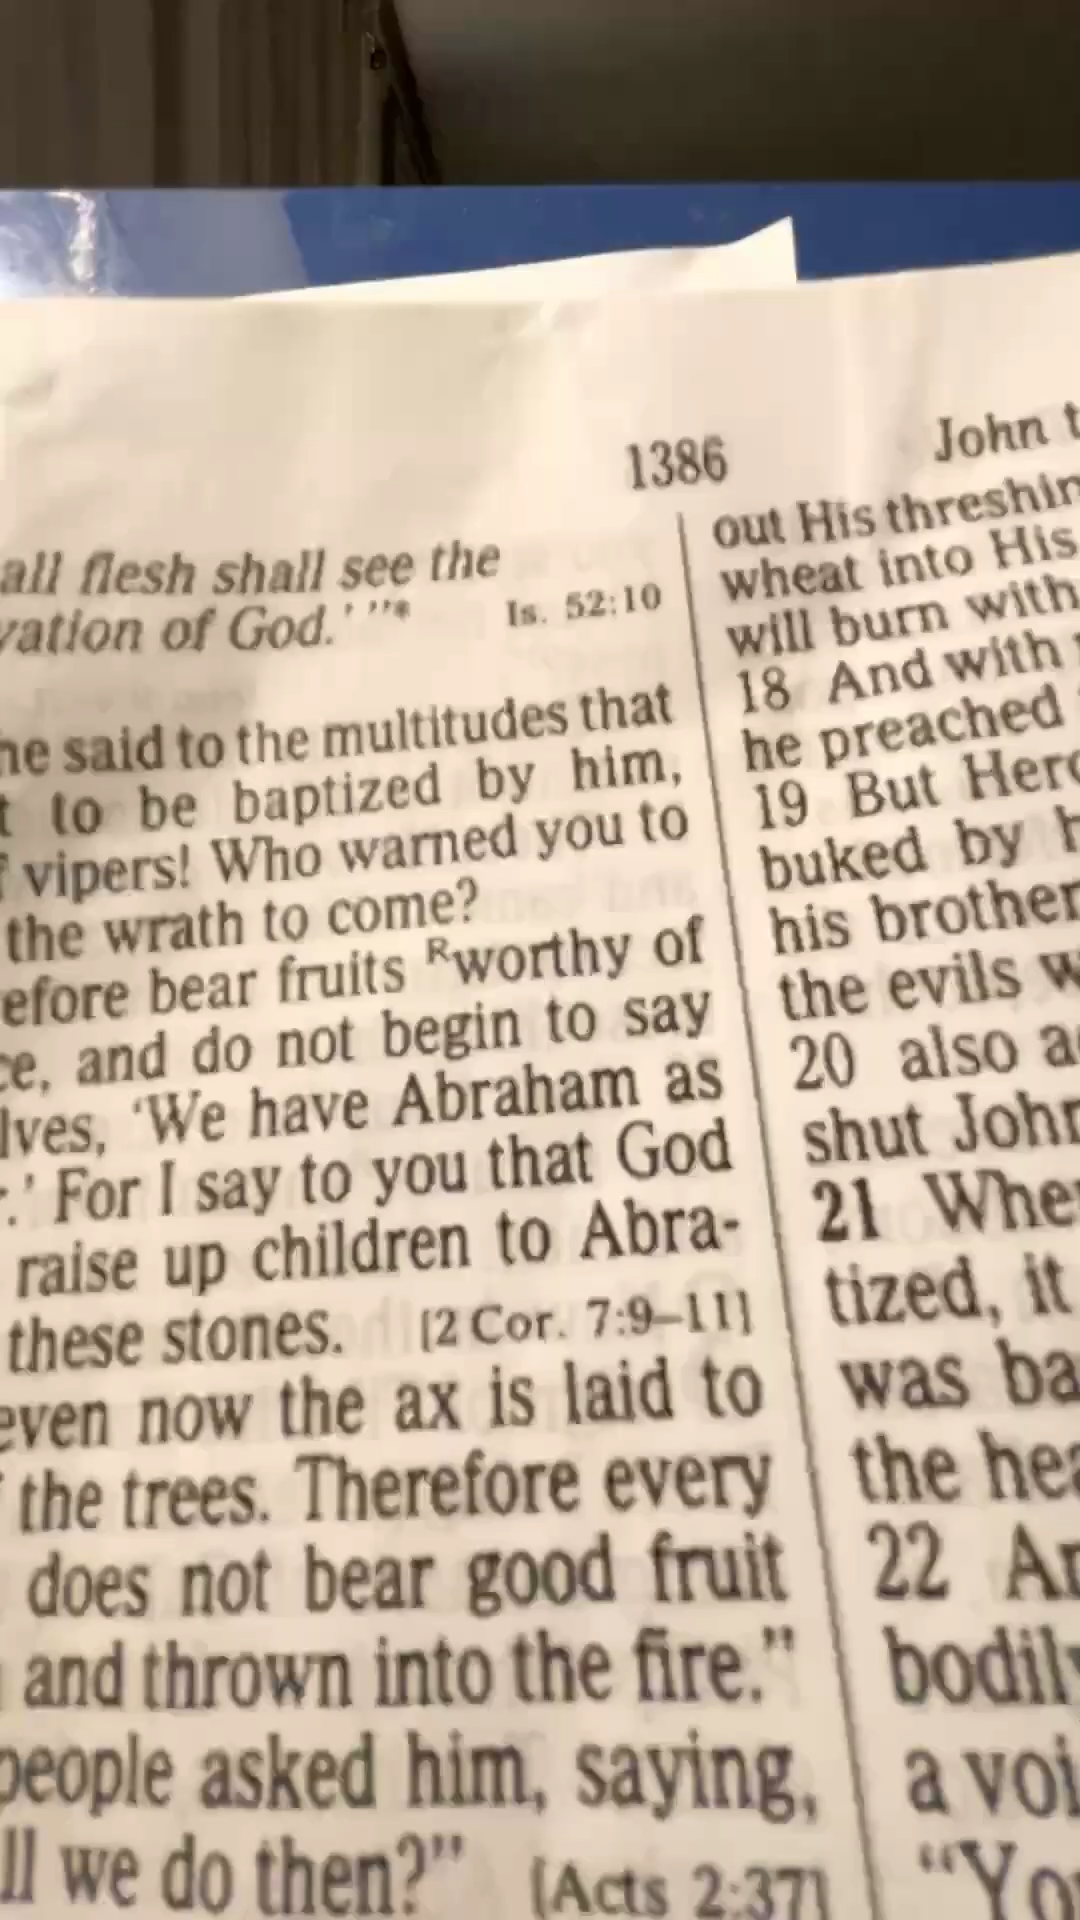 1386
John t
all flesh shall see the
vation of God.' "*
Is. 52:10
he said to the multitudes that
t to be baptized by him,
f vipers! Who warned you to
the wrath to come?
efore bear fruits ᴿworthy of
ce, and do not begin to say
lves, 'We have Abraham as
r.' For I say to you that God
raise up children to Abra-
these stones. [2 Cor. 7:9–11]
even now the ax is laid to
f the trees. Therefore every
does not bear good fruit
and thrown into the fire."
people asked him, saying,
ll we do then?" [Acts 2:37]
out His threshin
wheat into His
will burn with
18 And with
he preached
19 But Hero
buked by h
his brother
the evils w
20 also a
shut John
21 When
tized, it
was ba
the hea
22 An
bodily
a voi
"You